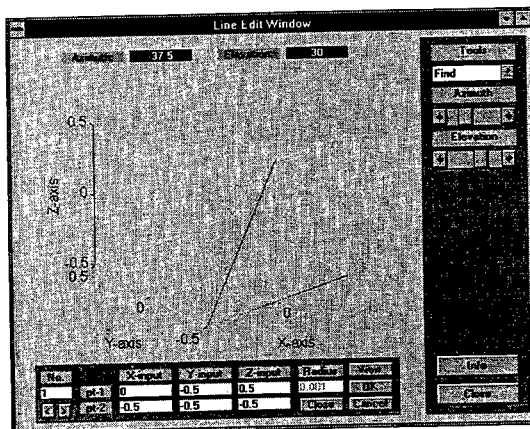 Line Edit Window
Azimuth 37.5 Elevation 30
Tools
Find
Azimuth
Elevation
0.5
0
-0.5
Z-axis
0.5
0
-0.5
0
Y-axis X-axis
No. X-input Y-input Z-input Radius View
1 pt-1 0 -0.5 0.5 0.001 OK
< > pt-2 -0.5 -0.5 -0.5 Close Cancel
Info
Close